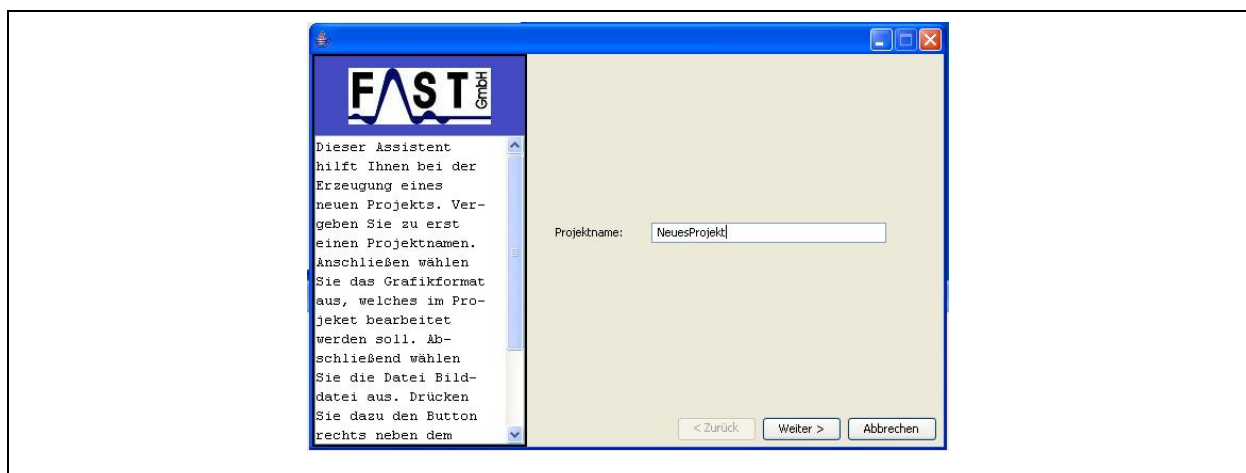 FAST GmbH
Dieser Assistent
hilft Ihnen bei der
Erzeugung eines
neuen Projekts. Ver-
geben Sie zu erst
einen Projektnamen.
Anschließen wählen
Sie das Grafikformat
aus, welches im Pro-
jeket bearbeitet
werden soll. Ab-
schließend wählen
Sie die Datei Bild-
datei aus. Drücken
Sie dazu den Button
rechts neben dem
Projektname: NeuesProjekt
< Zurück Weiter > Abbrechen